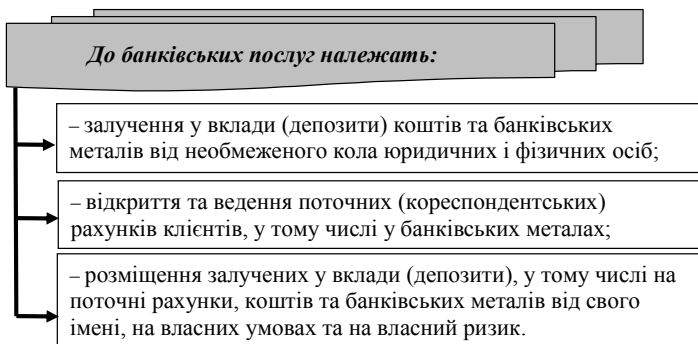 До банківських послуг належать:
– залучення у вклади (депозити) коштів та банківських
металів від необмеженого кола юридичних і фізичних осіб;
– відкриття та ведення поточних (кореспондентських)
рахунків клієнтів, у тому числі у банківських металах;
– розміщення залучених у вклади (депозити), у тому числі на
поточні рахунки, коштів та банківських металів від свого
імені, на власних умовах та на власний ризик.